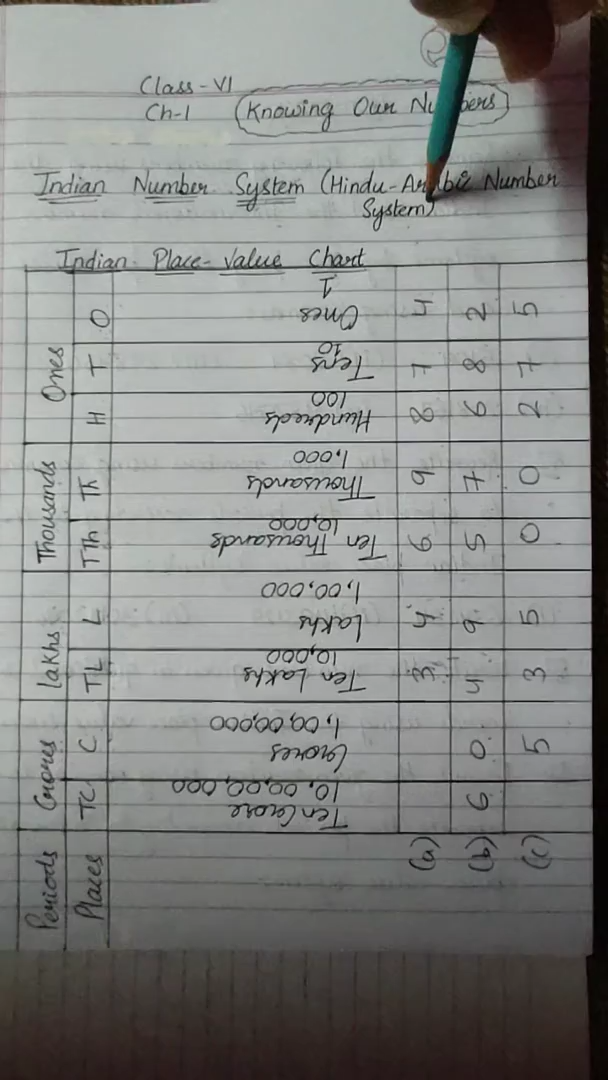 Class-VI
Ch-1 Knowing Our Numbers
Indian Number System (Hindu-Arabic Number
System)
Indian Place-Value Chart
Periods Crores Lakhs Thousands Ones
Places TC C TL L TTh Th H T O
Ten Crore Crores Ten Lakhs Lakhs Ten Thousands Thousands Hundreds Tens Ones
10,00,00,000 1,00,00,000 10,000 1,00,000 10,000 1,000 100 10 1
(a) 3 4 8 4
(b) 6 0 4 9 5 7 6 8 2
(c) 5 3 5 0 0 2 7 5